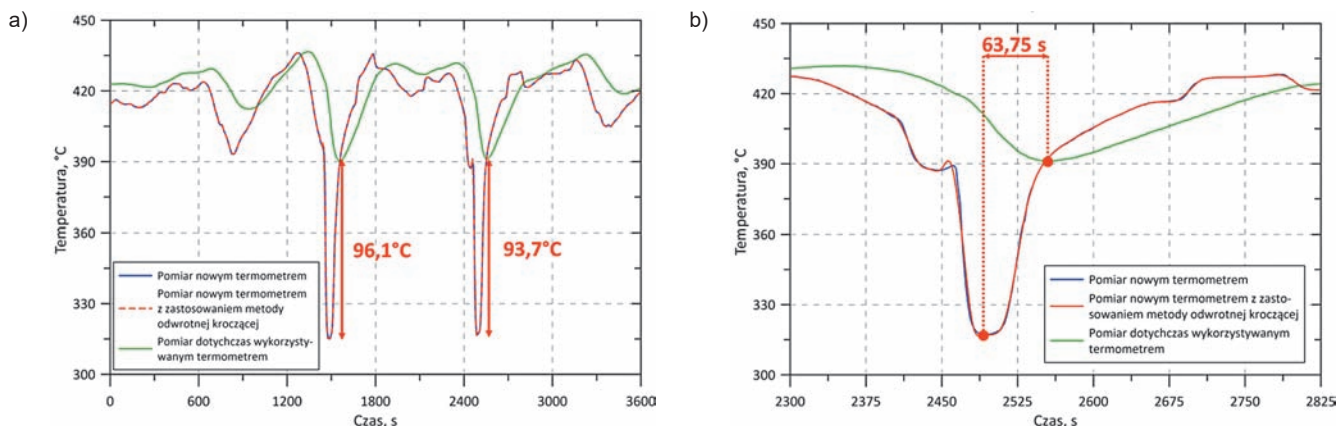 a)
450
420
390
360
330
300
Temperatura, °C
96,1°C
93,7°C
Pomiar nowym termometrem
Pomiar nowym termometrem
z zastosowaniem metody
odwrotnej kroczącej
Pomiar dotychczas wykorzysty-
wanym termometrem
0
600
1200
1800
2400
3000
3600
Czas, s
b)
450
420
390
360
330
300
Temperatura, °C
63,75 s
Pomiar nowym termometrem
Pomiar nowym termometrem z zasto-
sowaniem metody odwrotnej kroczącej
Pomiar dotychczas wykorzystywanym
termometrem
2300
2375
2450
2525
2600
2675
2750
2825
Czas, s